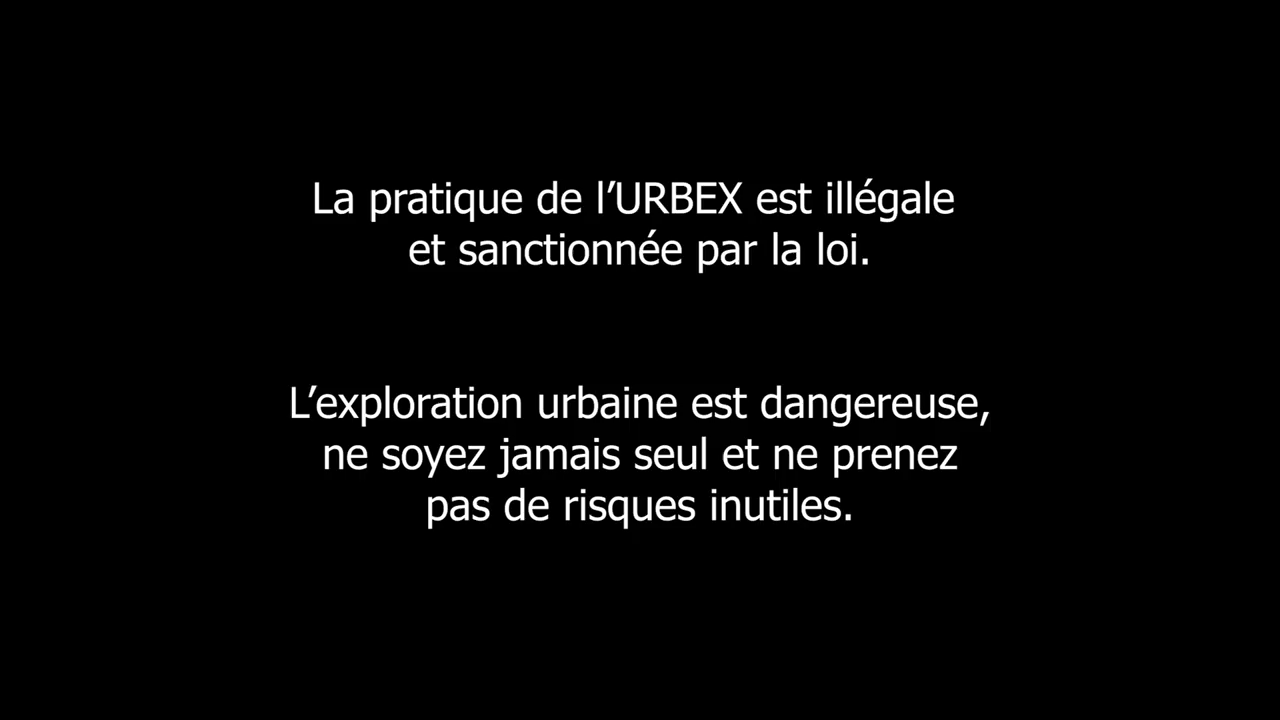 La pratique de l’URBEX est illégale
et sanctionnée par la loi.
L’exploration urbaine est dangereuse,
ne soyez jamais seul et ne prenez
pas de risques inutiles.